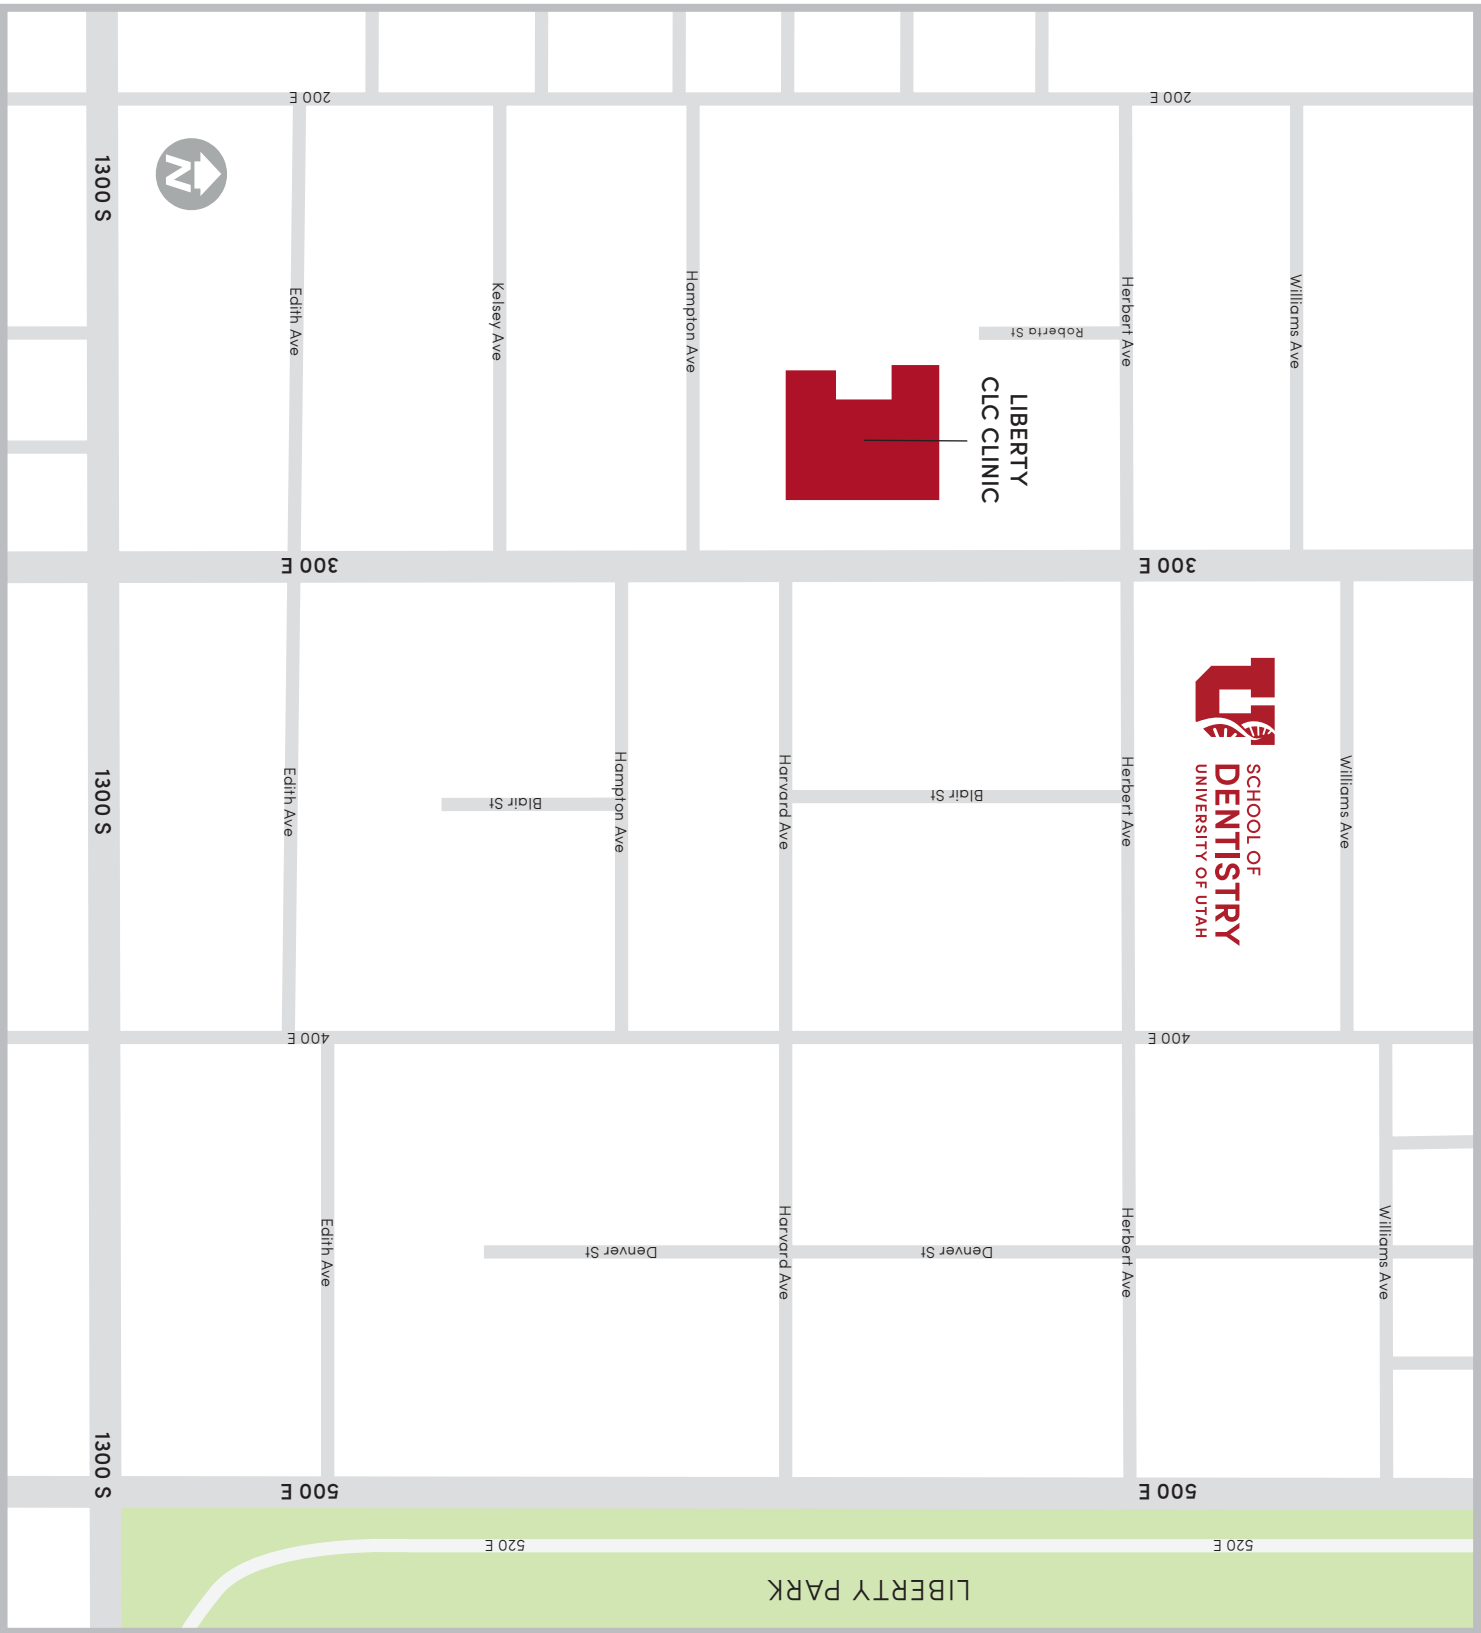 200 E
200 E
N
1300 S
Edith Ave
Kelsey Ave
Hampton Ave
Herbert Ave
Williams Ave
Roberta St
LIBERTY
CLC CLINIC
300 E
300 E
1300 S
Edith Ave
Blair St
Hampton Ave
Harvard Ave
Blair St
Herbert Ave
SCHOOL OF
DENTISTRY
UNIVERSITY OF UTAH
Williams Ave
400 E
400 E
Edith Ave
Denver St
Harvard Ave
Denver St
Herbert Ave
Williams Ave
1300 S
500 E
500 E
520 E
520 E
LIBERTY PARK